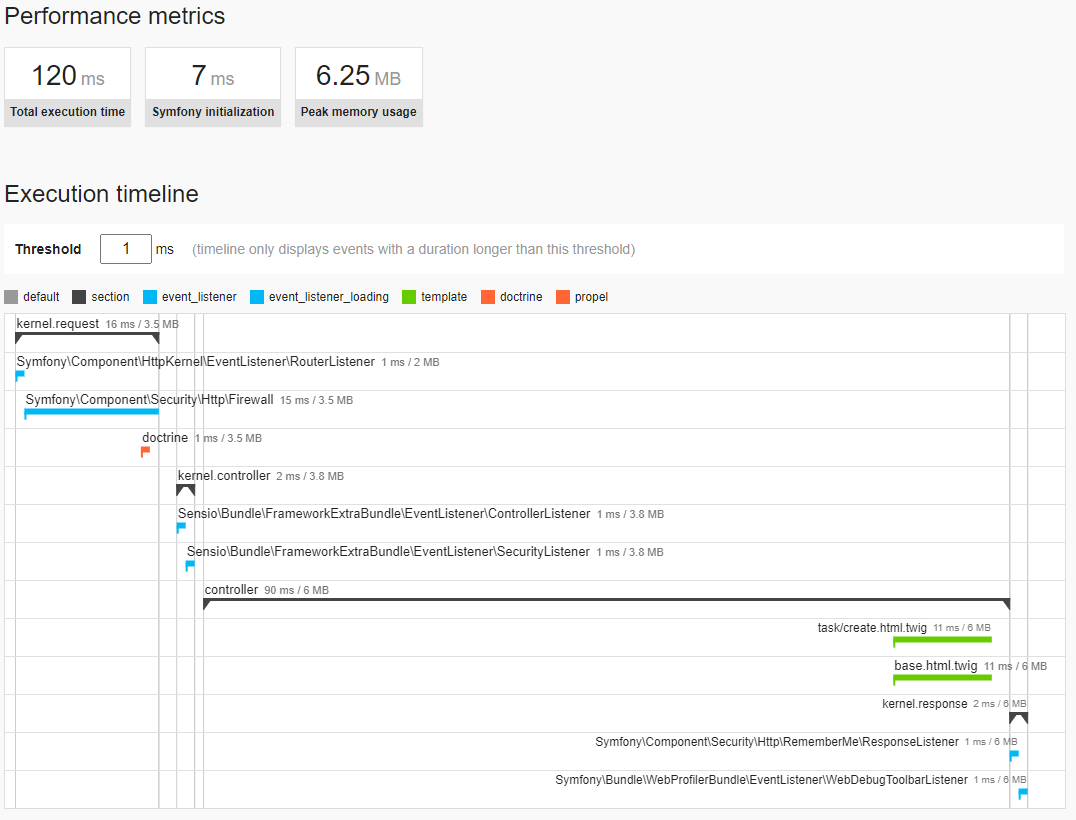 Performance metrics
120 ms 7 ms 6.25 MB
Total execution time Symfony initialization Peak memory usage
Execution timeline
Threshold 1 ms (timeline only displays events with a duration longer than this threshold)
default section event_listener event_listener_loading template doctrine propel
kernel.request 16 ms / 3.5 MB
Symfony\Component\HttpKernel\EventListener\RouterListener 1 ms / 2 MB
Symfony\Component\Security\Http\Firewall 15 ms / 3.5 MB
doctrine 1 ms / 3.5 MB
kernel.controller 2 ms / 3.8 MB
Sensio\Bundle\FrameworkExtraBundle\EventListener\ControllerListener 1 ms / 3.8 MB
Sensio\Bundle\FrameworkExtraBundle\EventListener\SecurityListener 1 ms / 3.8 MB
controller 90 ms / 6 MB
task/create.html.twig 11 ms / 6 MB
base.html.twig 11 ms / 6 MB
kernel.response 2 ms / 6 MB
Symfony\Component\Security\Http\RememberMe\ResponseListener 1 ms / 6 MB
Symfony\Bundle\WebProfilerBundle\EventListener\WebDebugToolbarListener 1 ms / 6 MB